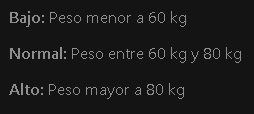 Bajo: Peso menor a 60 kg
Normal: Peso entre 60 kg y 80 kg
Alto: Peso mayor a 80 kg